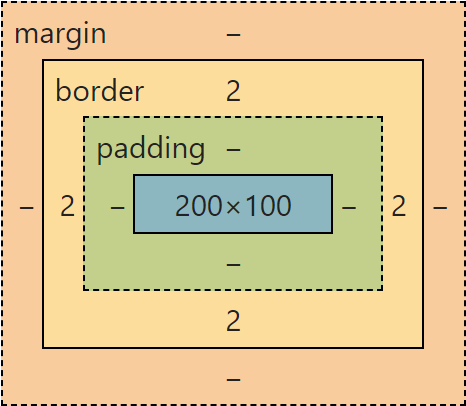 margin –
border 2
padding –
– 2 – 200×100 – 2 –
–
2
–